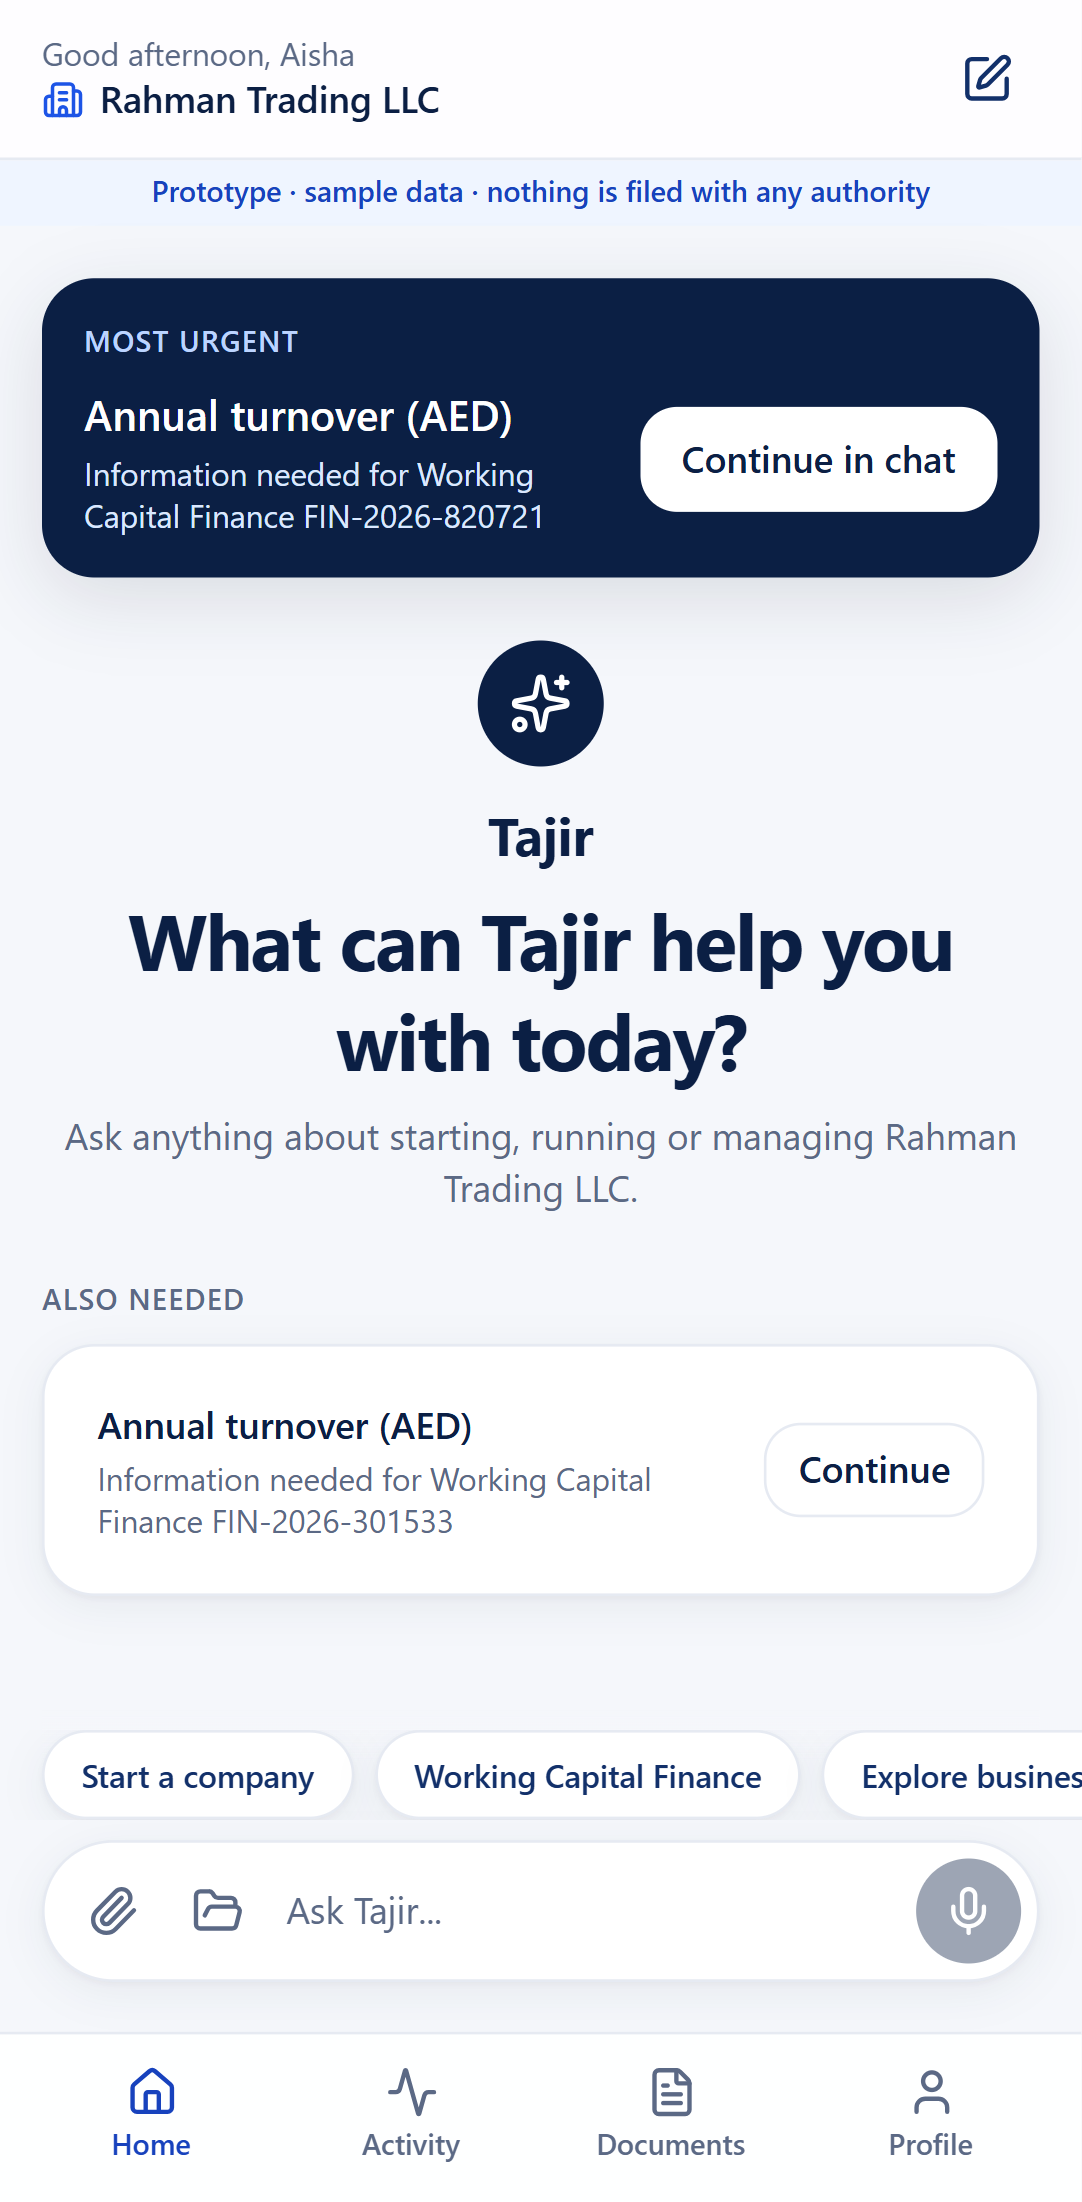 Good afternoon, Aisha
Rahman Trading LLC
Prototype · sample data · nothing is filed with any authority
MOST URGENT
Annual turnover (AED)
Information needed for Working
Capital Finance FIN-2026-820721
Continue in chat
Tajir
What can Tajir help you
with today?
Ask anything about starting, running or managing Rahman
Trading LLC.
ALSO NEEDED
Annual turnover (AED)
Information needed for Working Capital
Finance FIN-2026-301533
Continue
Start a company
Working Capital Finance
Explore busines
Ask Tajir...
Home
Activity
Documents
Profile